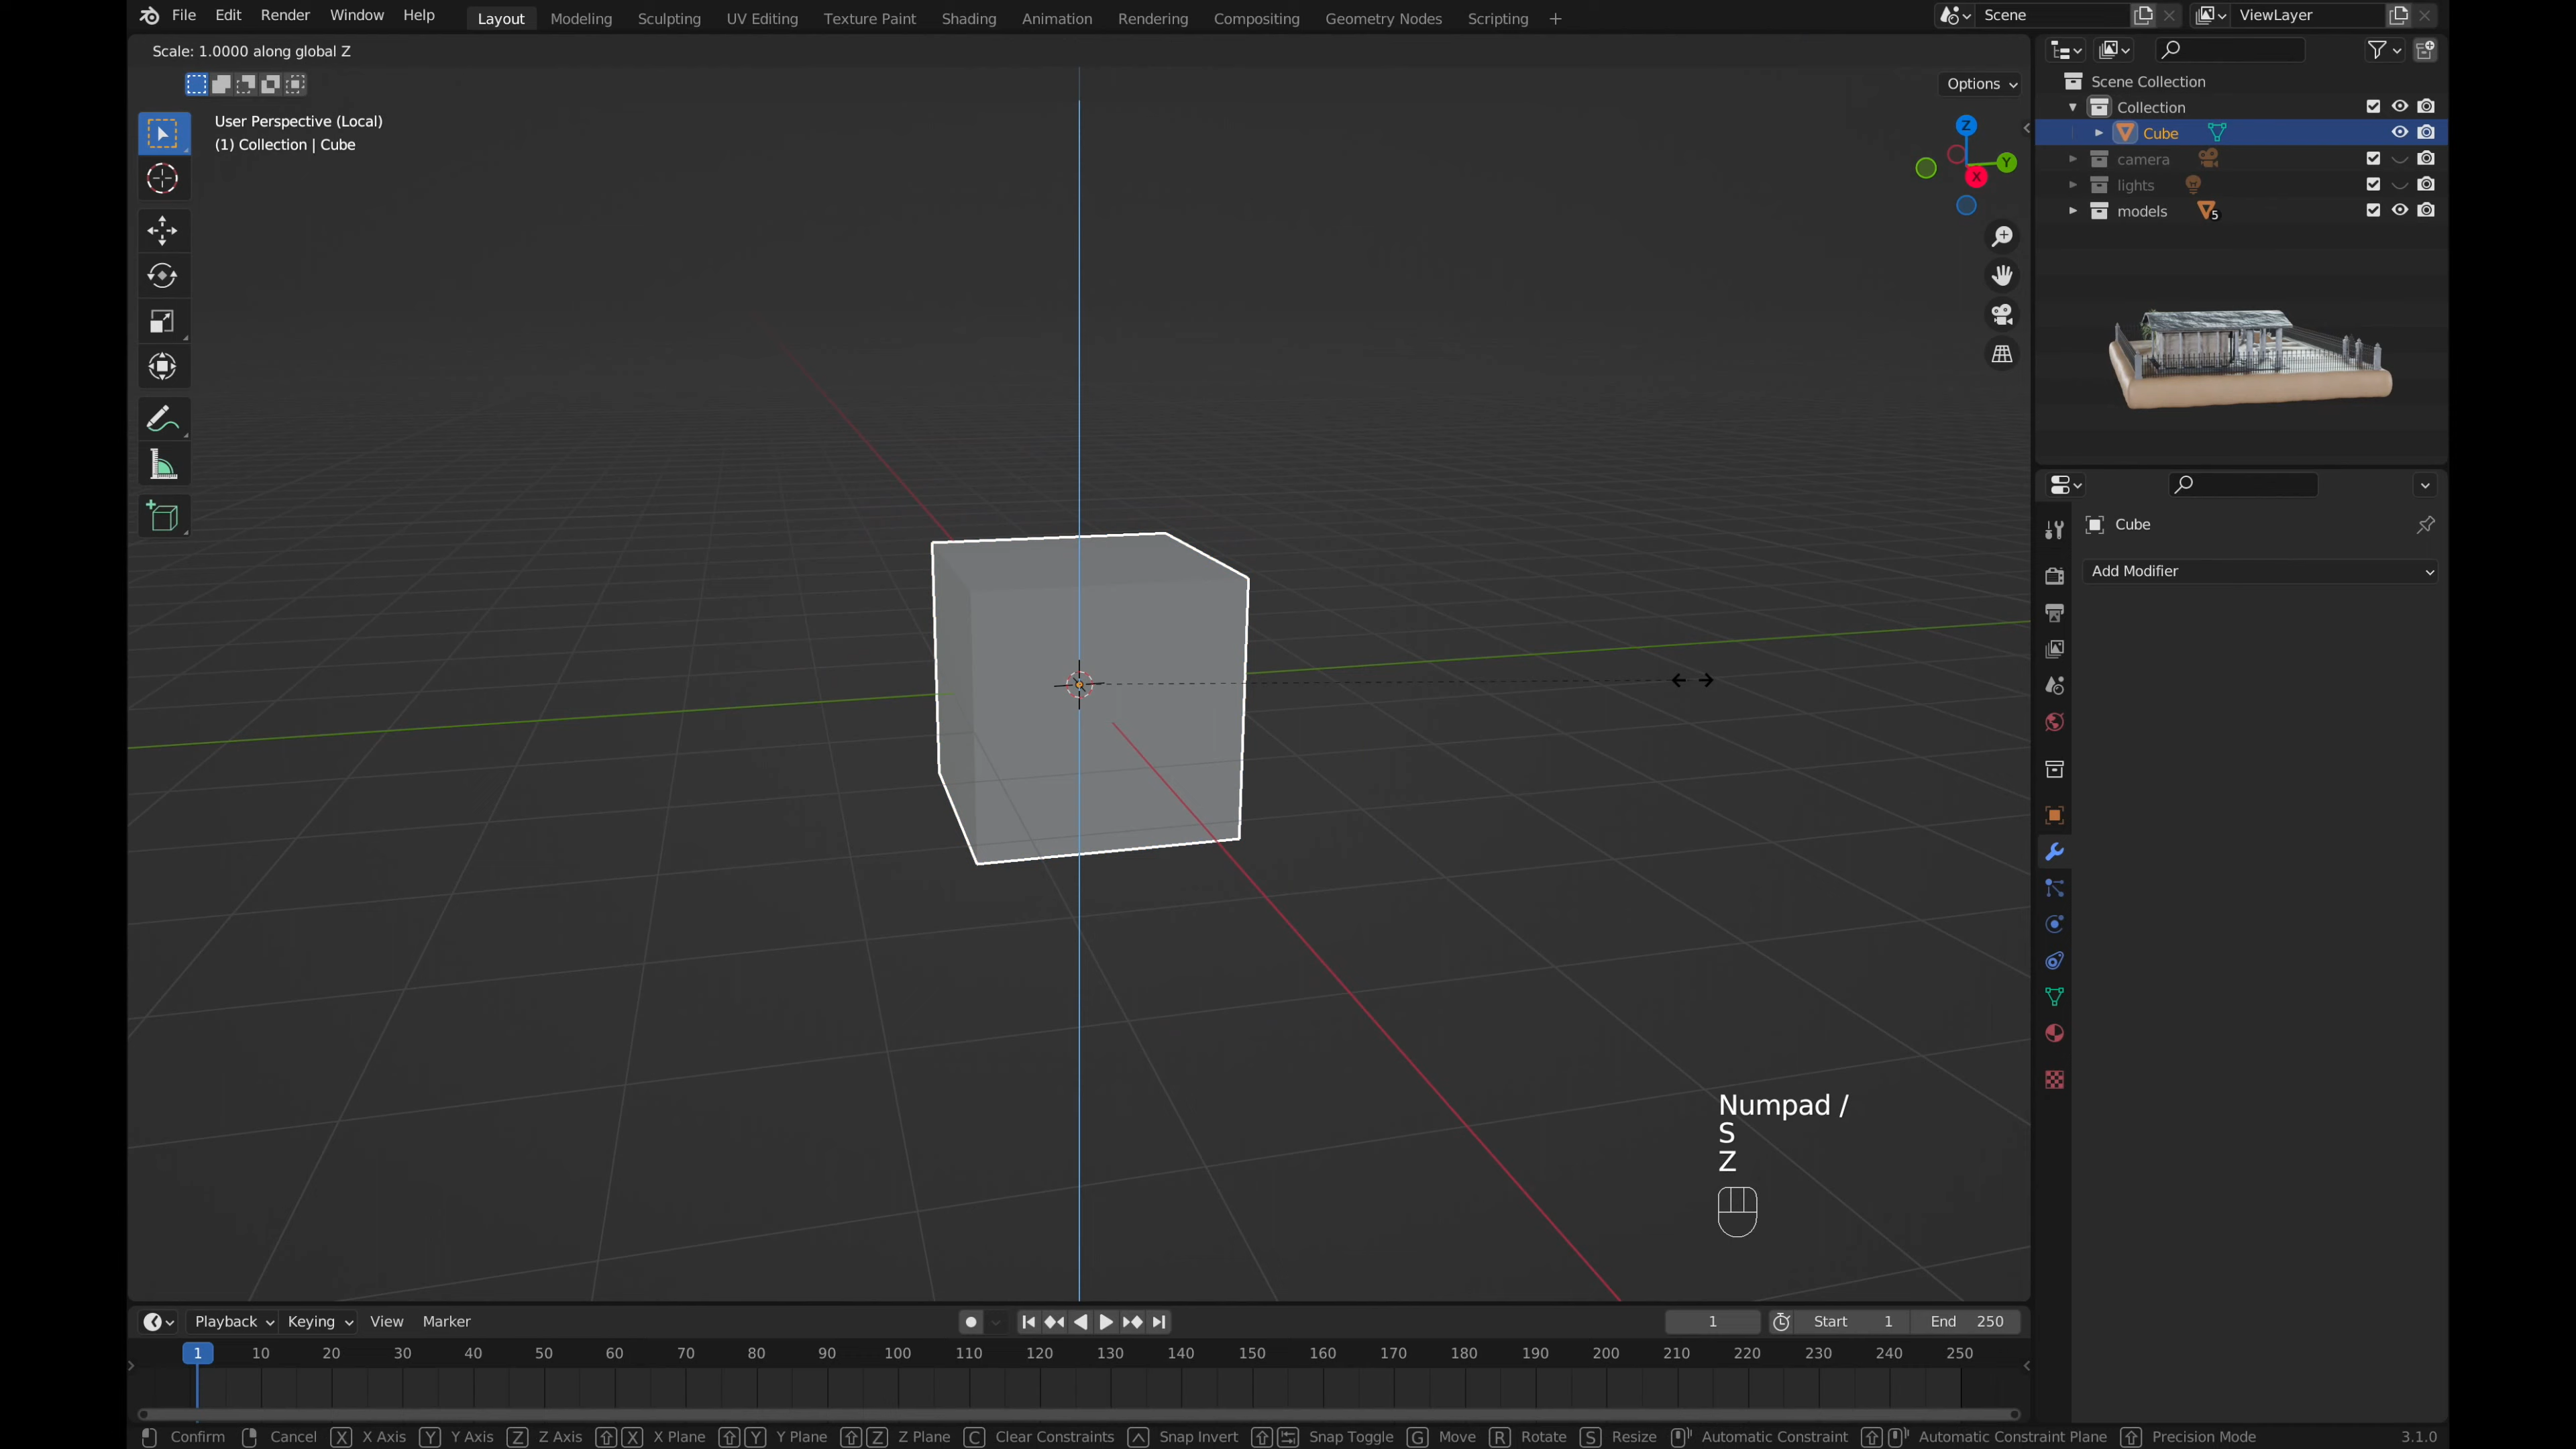 File Edit Render Window Help Layout Modeling Sculpting UV Editing Texture Paint Shading Animation Rendering Compositing Geometry Nodes Scripting Scene ViewLayer
Scale: 1.0000 along global Z
Options
User Perspective (Local)
(1) Collection | Cube
Z
Y
X
Scene Collection
Collection
Cube
camera
lights
models 5
Cube
Add Modifier
Numpad /
S
Z
Playback Keying View Marker 1 Start 1 End 250
1 10 20 30 40 50 60 70 80 90 100 110 120 130 140 150 160 170 180 190 200 210 220 230 240 250
Confirm Cancel X X Axis Y Y Axis Z Z Axis X X Plane Y Y Plane Z Z Plane C Clear Constraints Snap Invert Snap Toggle G Move R Rotate S Resize Automatic Constraint Automatic Constraint Plane Precision Mode 3.1.0